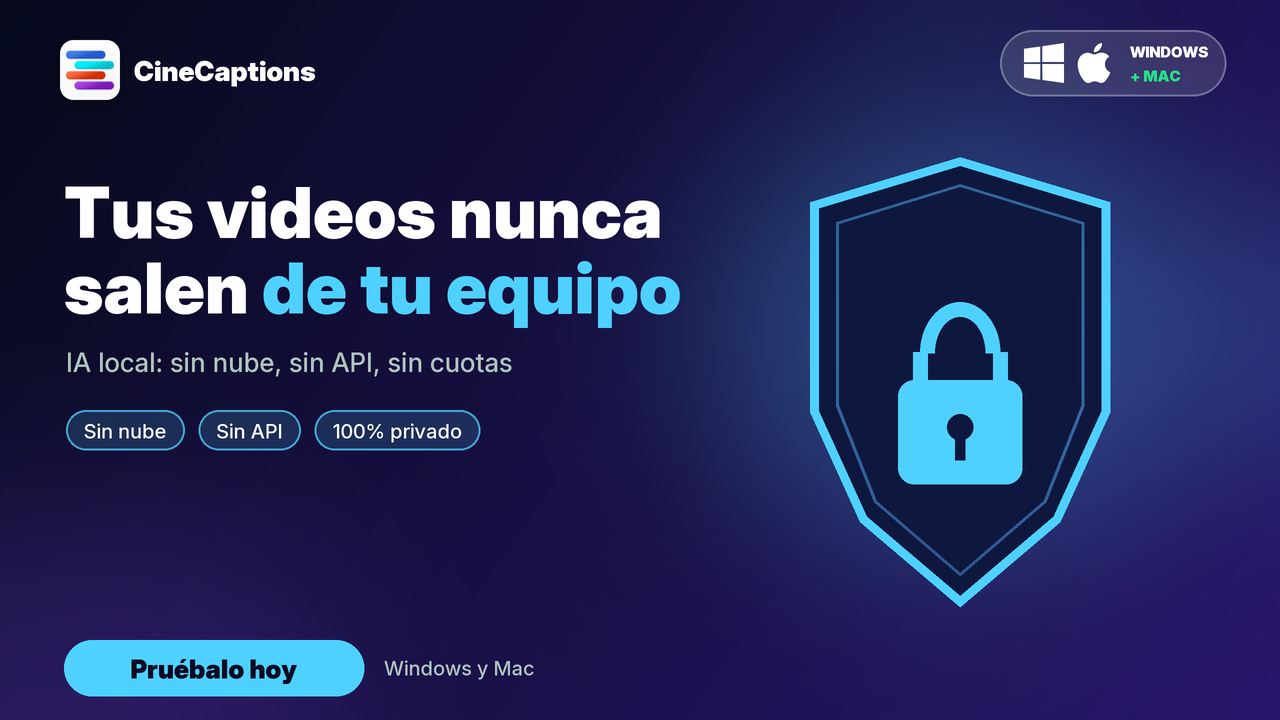 CineCaptions
WINDOWS
+ MAC
Tus videos nunca
salen de tu equipo
IA local: sin nube, sin API, sin cuotas
Sin nube
Sin API
100% privado
Pruébalo hoy
Windows y Mac